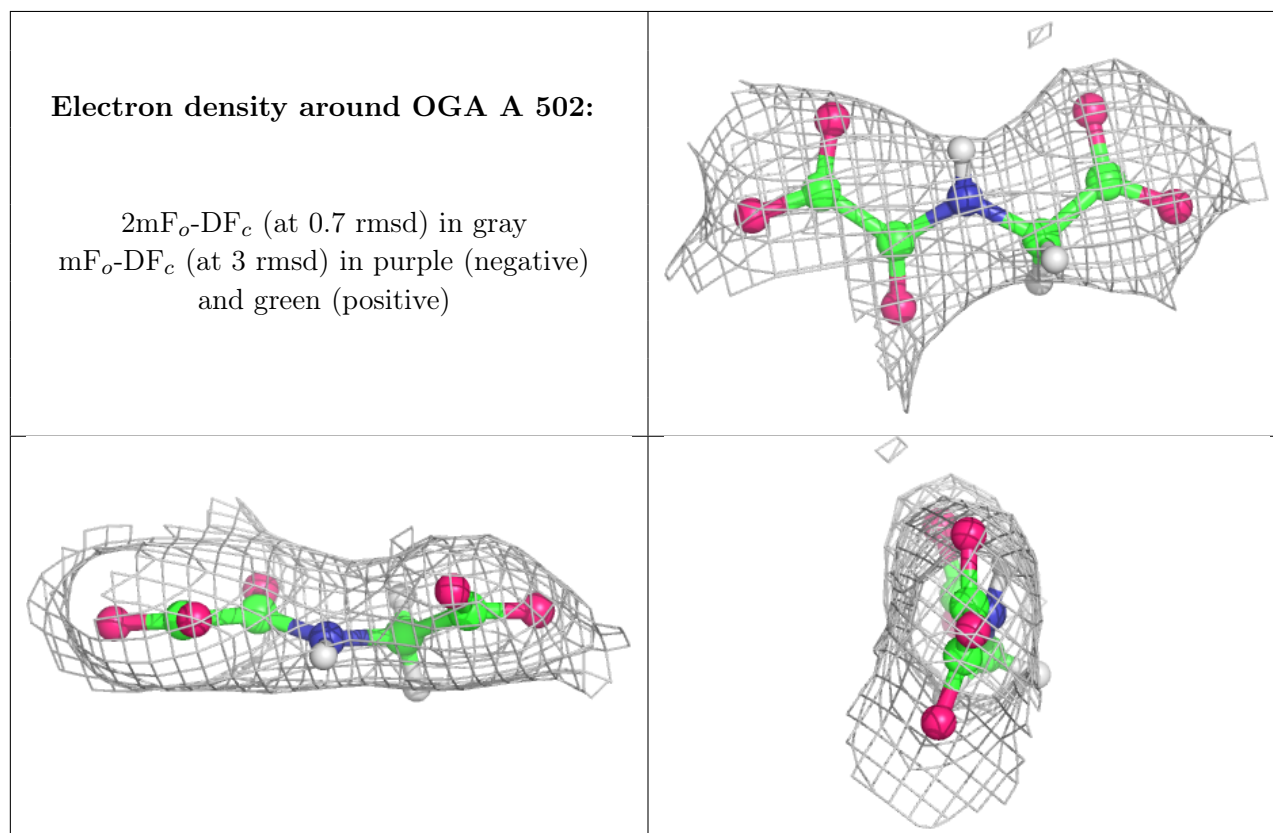 Electron density around OGA A 502:
2mFₒ-DF𝒸 (at 0.7 rmsd) in gray
mFₒ-DF𝒸 (at 3 rmsd) in purple (negative)
and green (positive)